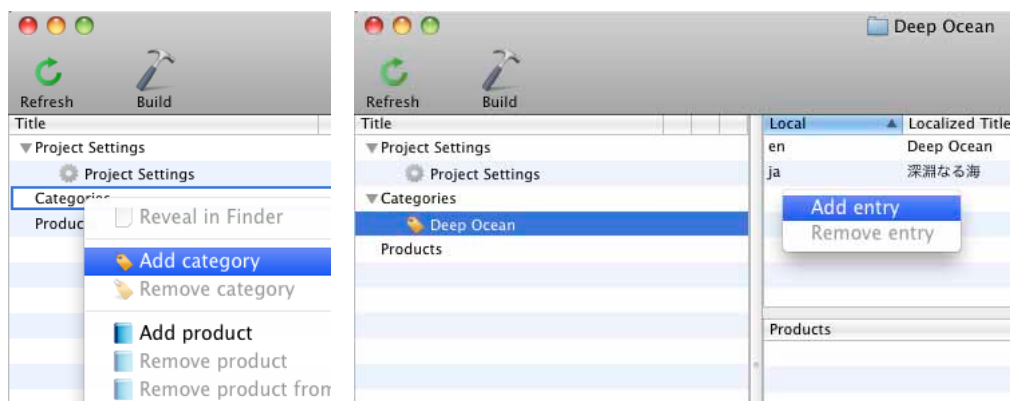 Refresh
Build
Title
Project Settings
Project Settings
Categories
Produc
Reveal in Finder
Add category
Remove category
Add product
Remove product
Remove product from
Deep Ocean
Refresh
Build
Title
Project Settings
Project Settings
Categories
Deep Ocean
Products
Local
Localized Title
en
Deep Ocean
ja
深淵なる海
Add entry
Remove entry
Products